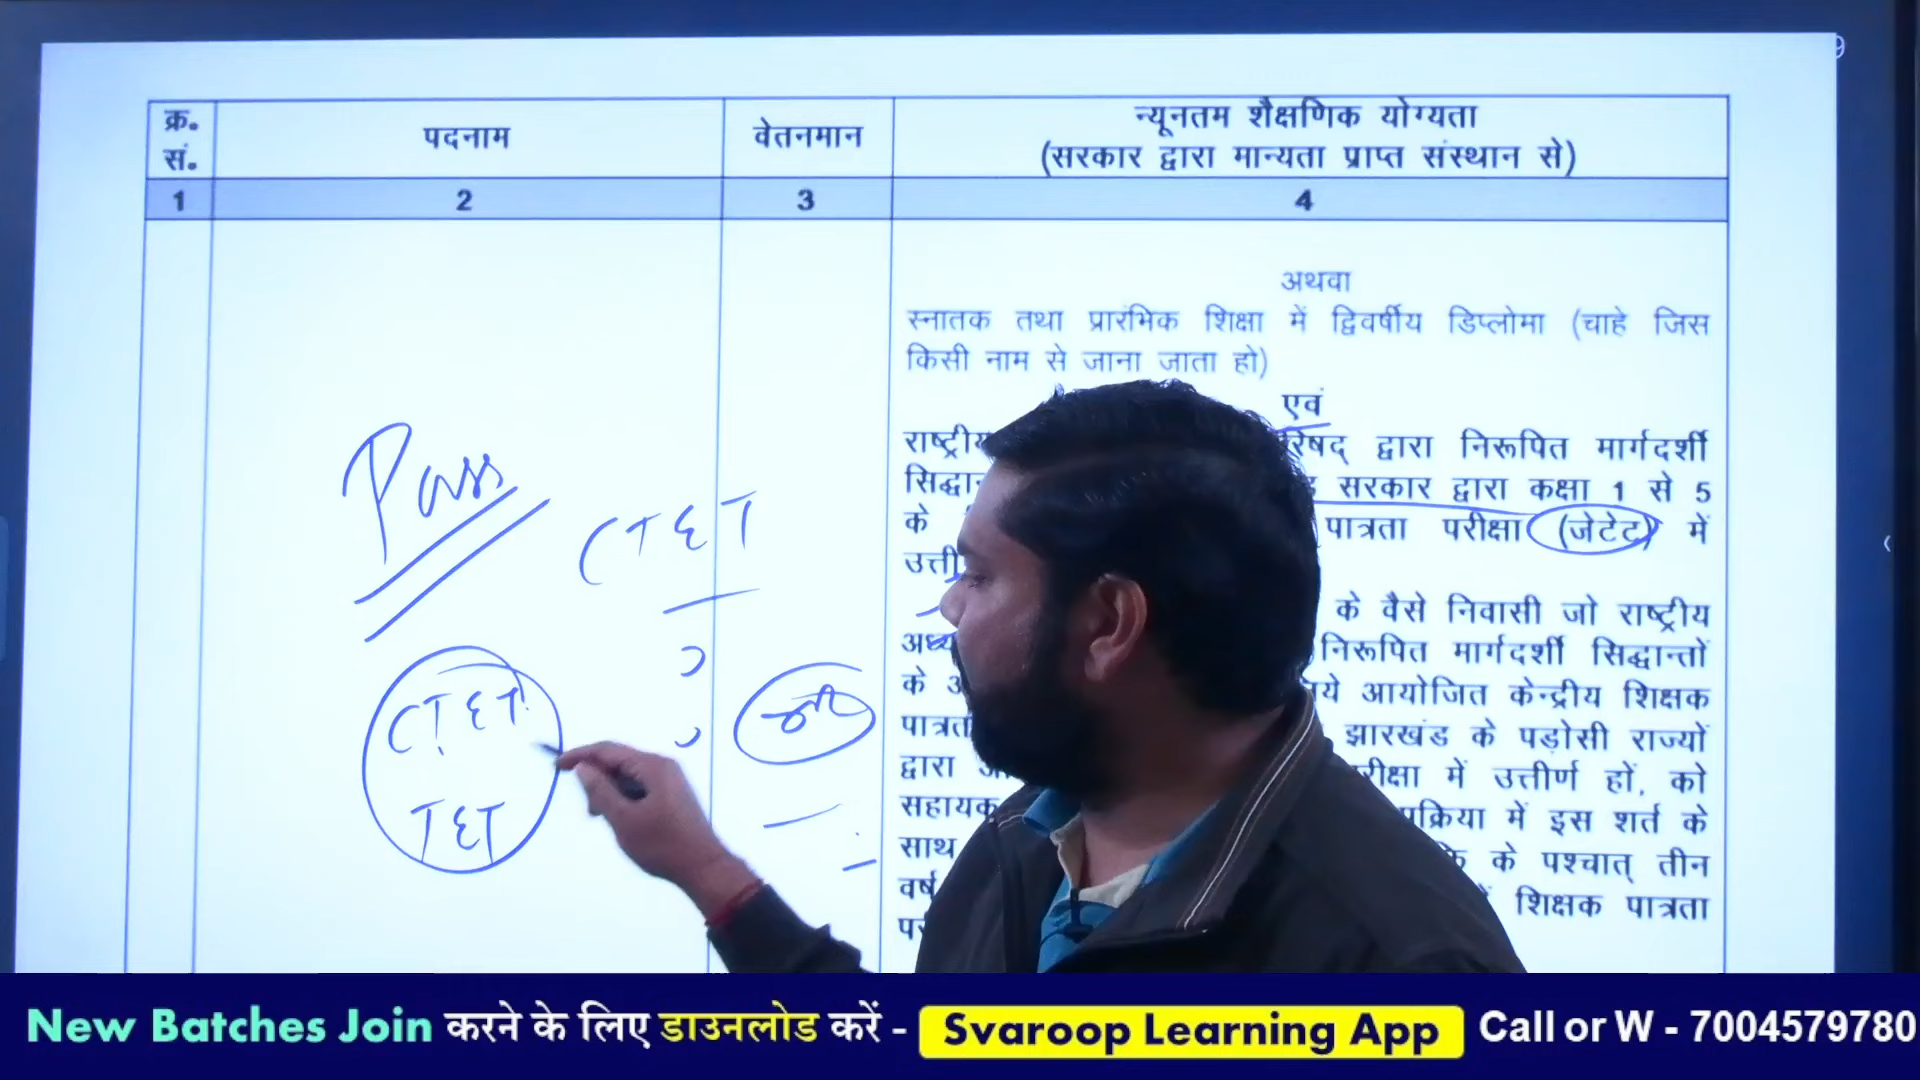 9
क्र. सं.
पदनाम
वेतनमान
न्यूनतम शैक्षणिक योग्यता
(सरकार द्वारा मान्यता प्राप्त संस्थान से)
1 2 3 4
अथवा
स्नातक तथा प्रारंभिक शिक्षा में द्विवर्षीय डिप्लोमा (चाहे जिस
किसी नाम से जाना जाता हो)
एवं
द्वारा निरूपित मार्गदर्शी
सरकार द्वारा कक्षा 1 से 5
के पात्रता परीक्षा (जेटेट) में
के वैसे निवासी जो राष्ट्रीय
निरूपित मार्गदर्शी सिद्धान्तों
के आयोजित केन्द्रीय शिक्षक
झारखंड के पड़ोसी राज्यों
द्वारा में उत्तीर्ण हों, को
में इस शर्त के
साथ के पश्चात् तीन
शिक्षक पात्रता
Pass
CTET
CTET
TET
New Batches Join करने के लिए डाउनलोड करें - Svaroop Learning App Call or W - 7004579780